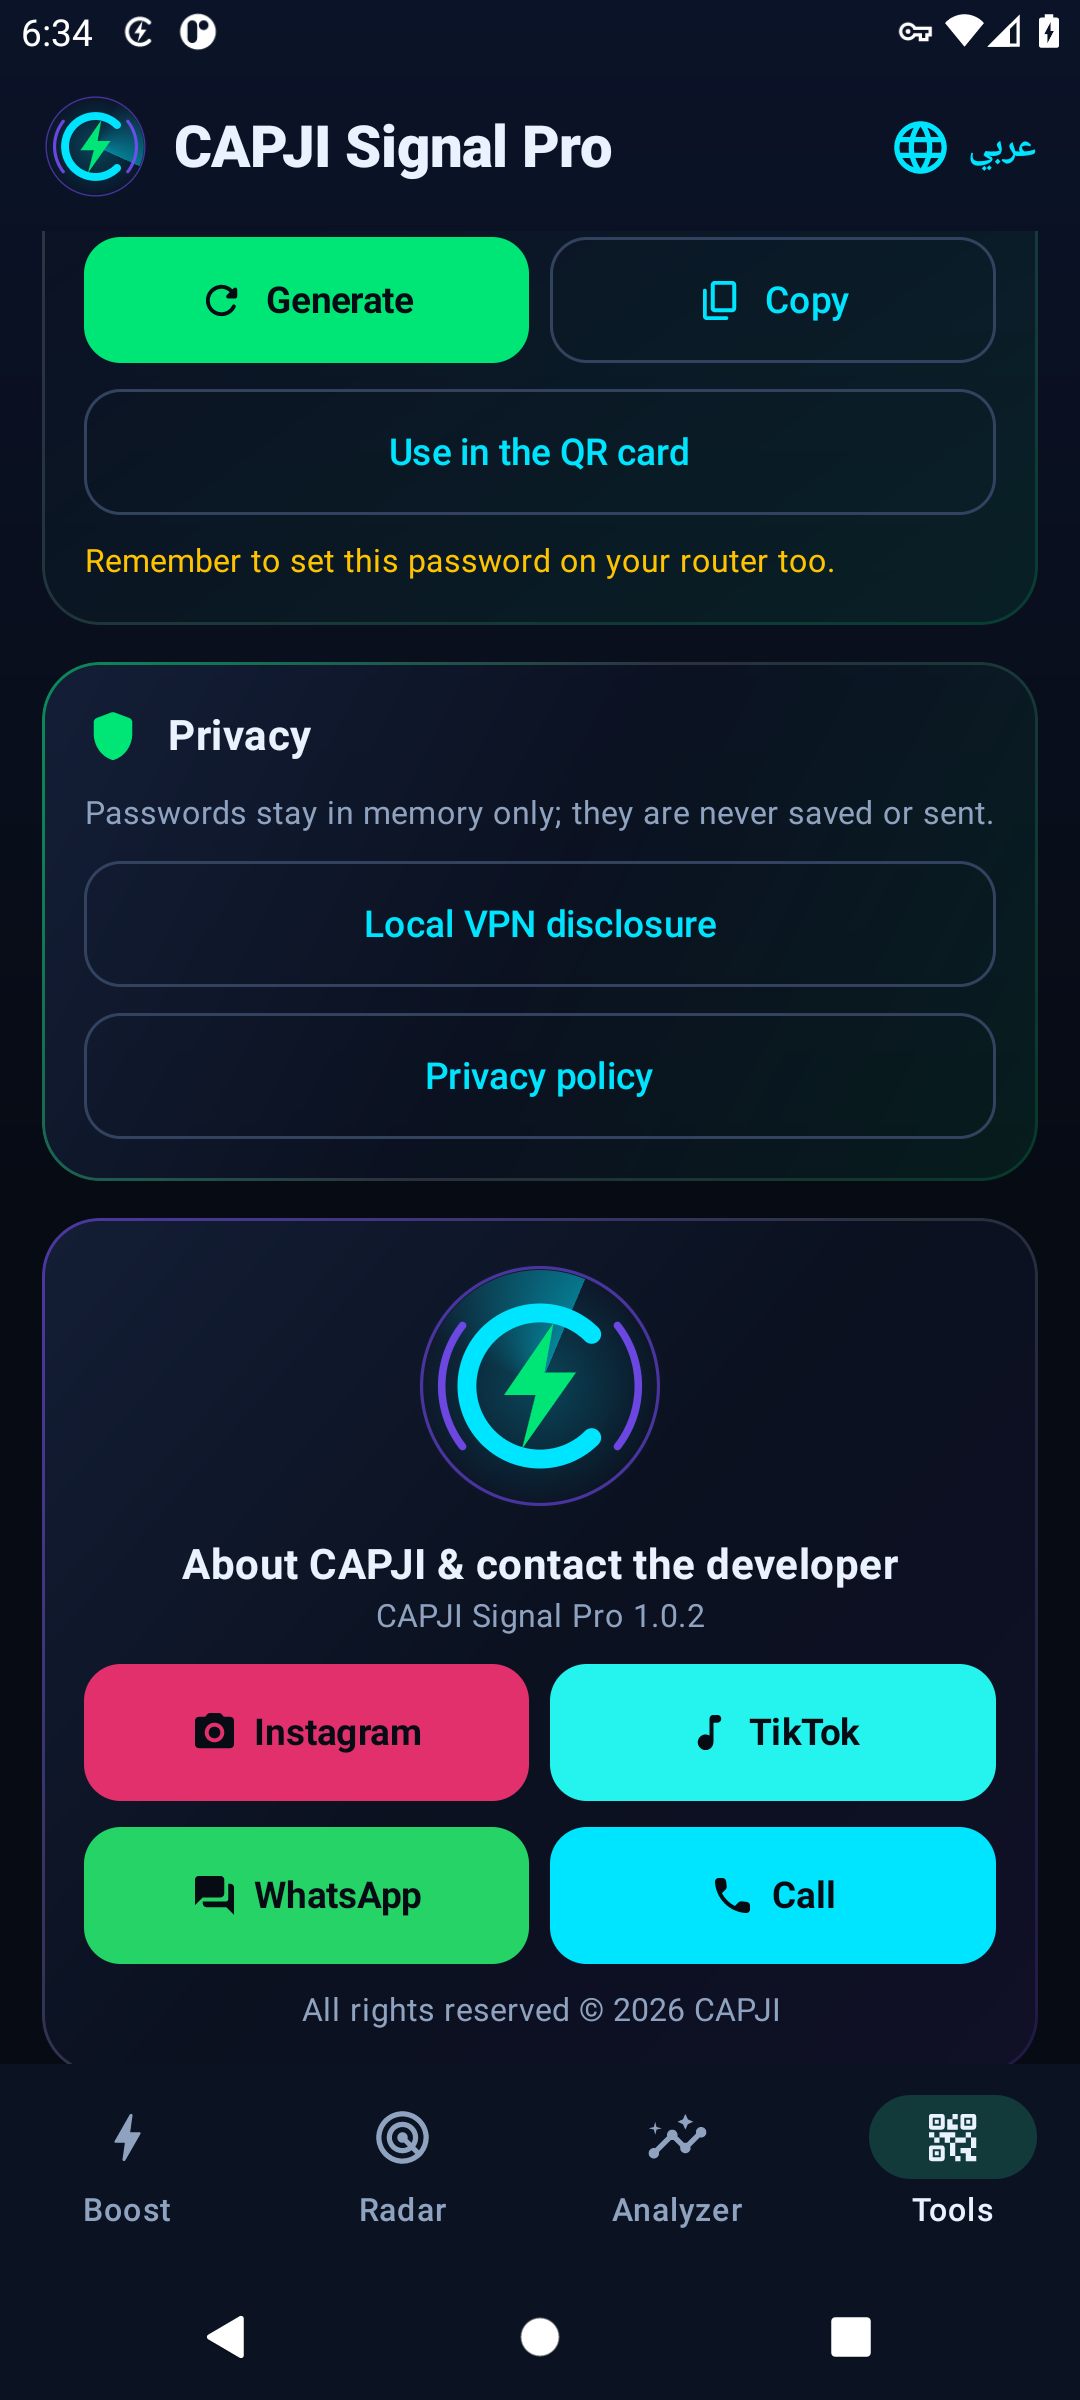 6:34
CAPJI Signal Pro
عربي
Generate
Copy
Use in the QR card
Remember to set this password on your router too.
Privacy
Passwords stay in memory only; they are never saved or sent.
Local VPN disclosure
Privacy policy
About CAPJI & contact the developer
CAPJI Signal Pro 1.0.2
Instagram
TikTok
WhatsApp
Call
All rights reserved © 2026 CAPJI
Boost
Radar
Analyzer
Tools